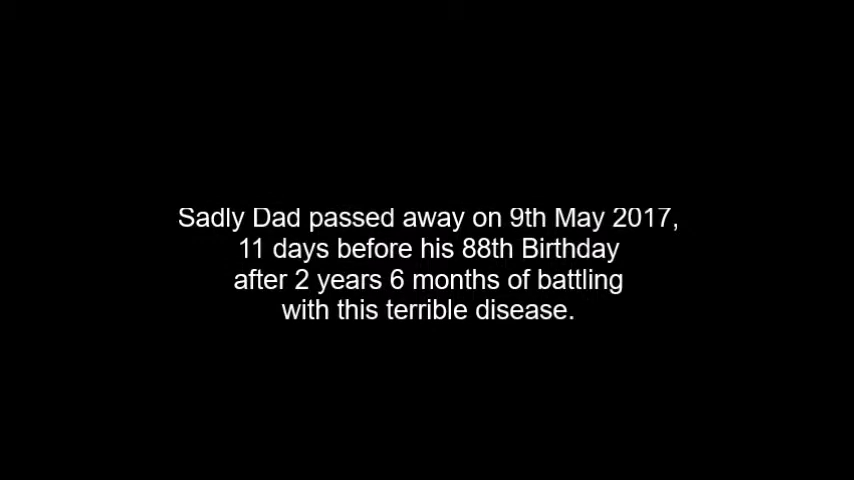 Sadly Dad passed away on 9th May 2017,
11 days before his 88th Birthday
after 2 years 6 months of battling
with this terrible disease.